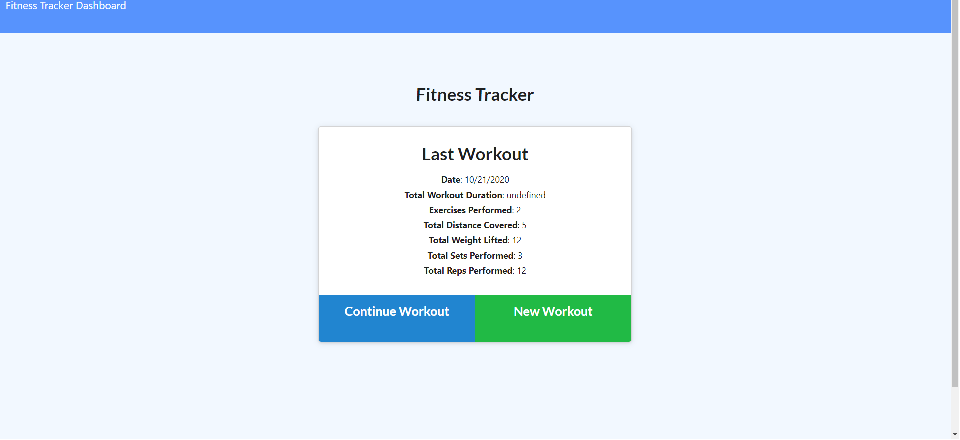 Fitness Tracker Dashboard
Fitness Tracker
Last Workout
Date: 10/21/2020
Total Workout Duration: undefined
Exercises Performed: 2
Total Distance Covered: 5
Total Weight Lifted: 12
Total Sets Performed: 3
Total Reps Performed: 12
Continue Workout
New Workout